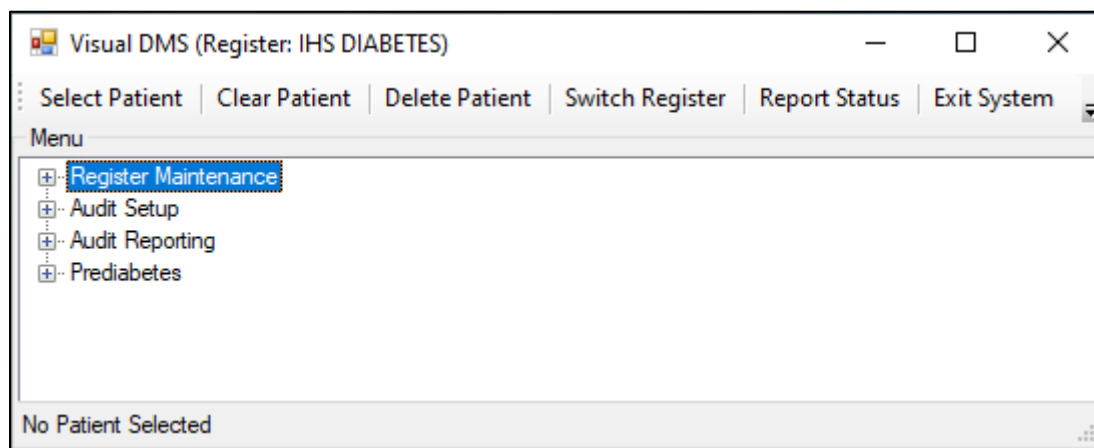 Visual DMS (Register: IHS DIABETES)
Select Patient Clear Patient Delete Patient Switch Register Report Status Exit System
Menu
Register Maintenance
Audit Setup
Audit Reporting
Prediabetes
No Patient Selected